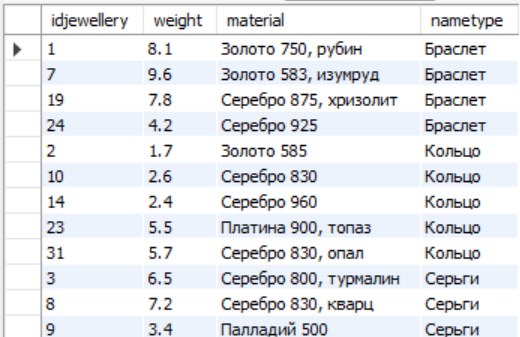 idjewellery weight material nametype
1 8.1 Золото 750, рубин Браслет
7 9.6 Золото 583, изумруд Браслет
19 7.8 Серебро 875, хризолит Браслет
24 4.2 Серебро 925 Браслет
2 1.7 Золото 585 Кольцо
10 2.6 Серебро 830 Кольцо
14 2.4 Серебро 960 Кольцо
23 5.5 Платина 900, топаз Кольцо
31 5.7 Серебро 830, опал Кольцо
3 6.5 Серебро 800, турмалин Серьги
8 7.2 Серебро 830, кварц Серьги
9 3.4 Палладий 500 Серьги